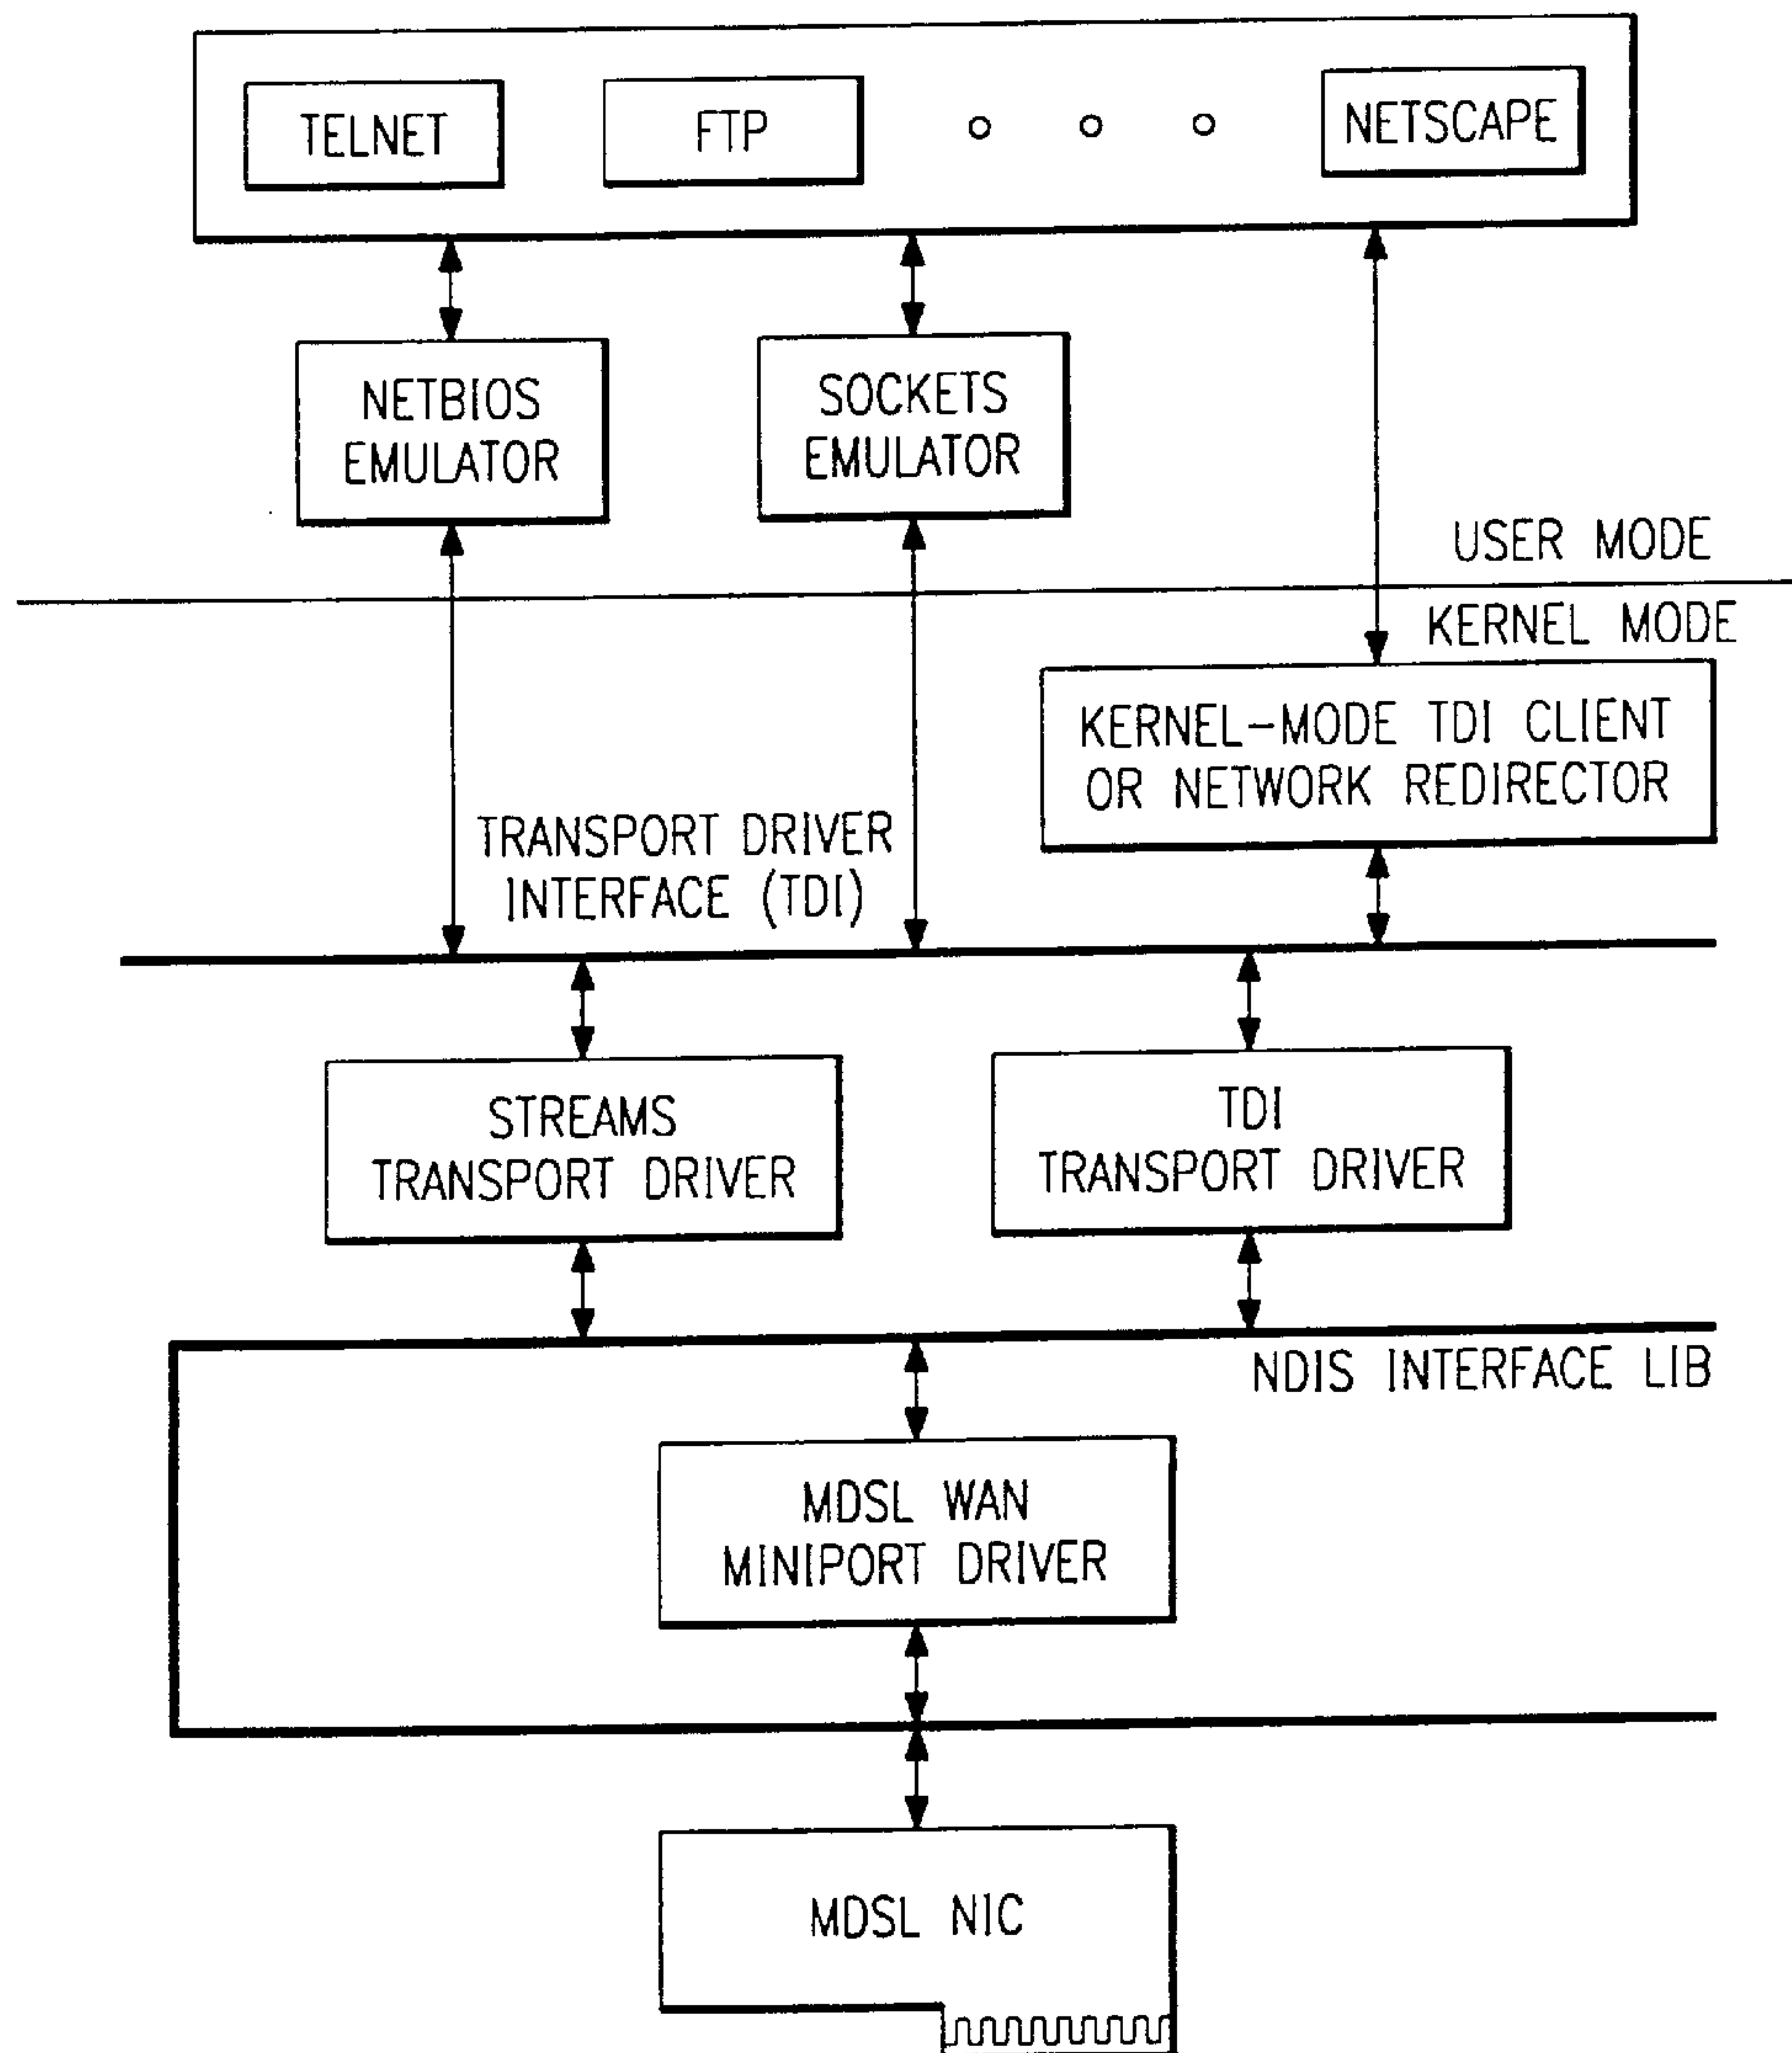 TELNET
FTP
NETSCAPE
NETBIOS
EMULATOR
SOCKETS
EMULATOR
USER MODE
KERNEL MODE
KERNEL-MODE TDI CLIENT
OR NETWORK REDIRECTOR
TRANSPORT DRIVER
INTERFACE (TDI)
STREAMS
TRANSPORT DRIVER
TDI
TRANSPORT DRIVER
NDIS INTERFACE LIB
MDSL WAN
MINIPORT DRIVER
MDSL NIC